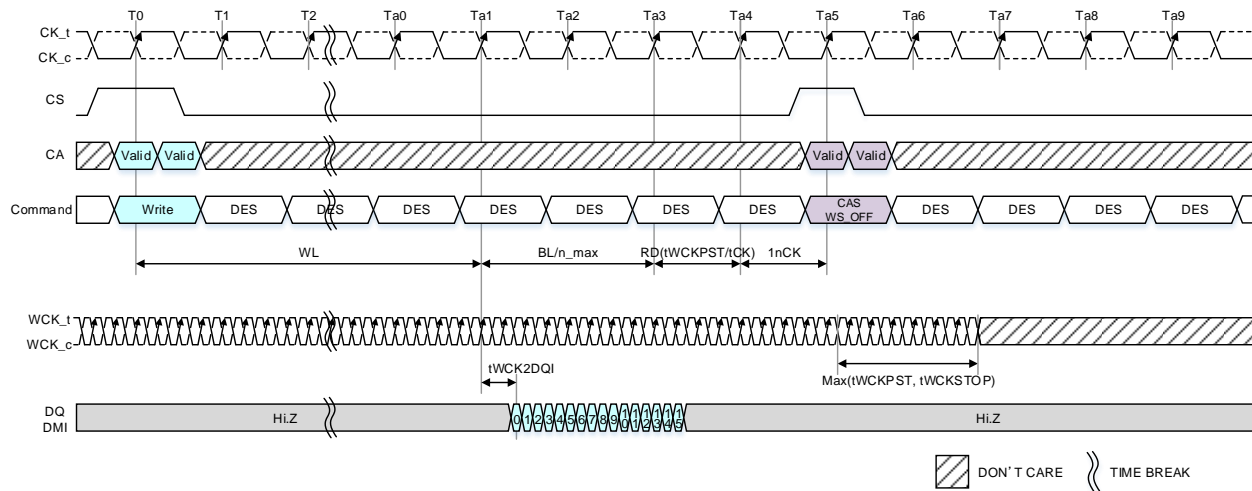 T0 T1 T2 Ta0 Ta1 Ta2 Ta3 Ta4 Ta5 Ta6 Ta7 Ta8 Ta9
CK_t
CK_c
CS
CA Valid Valid Valid Valid
Command Write DES DES DES DES DES DES DES CAS WS_OFF DES DES DES DES
WL BL/n_max RD(tWCKPST/tCK) 1nCK
WCK_t
WCK_c
tWCK2DQI Max(tWCKPST, tWCKSTOP)
DQ
DMI
Hi.Z 0 1 2 3 4 5 6 7 8 9 10 11 12 13 14 15 Hi.Z
DON'T CARE TIME BREAK